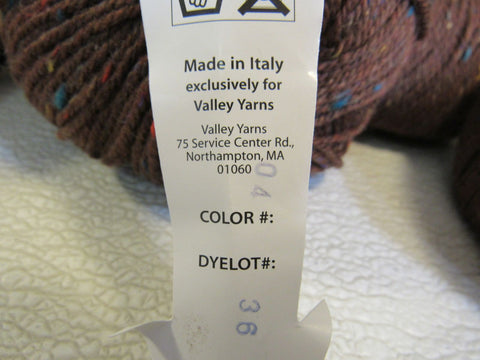 Made in Italy
exclusively for
Valley Yarns
Valley Yarns
75 Service Center Rd.,
Northampton, MA
01060
04
COLOR #:
DYELOT#:
36